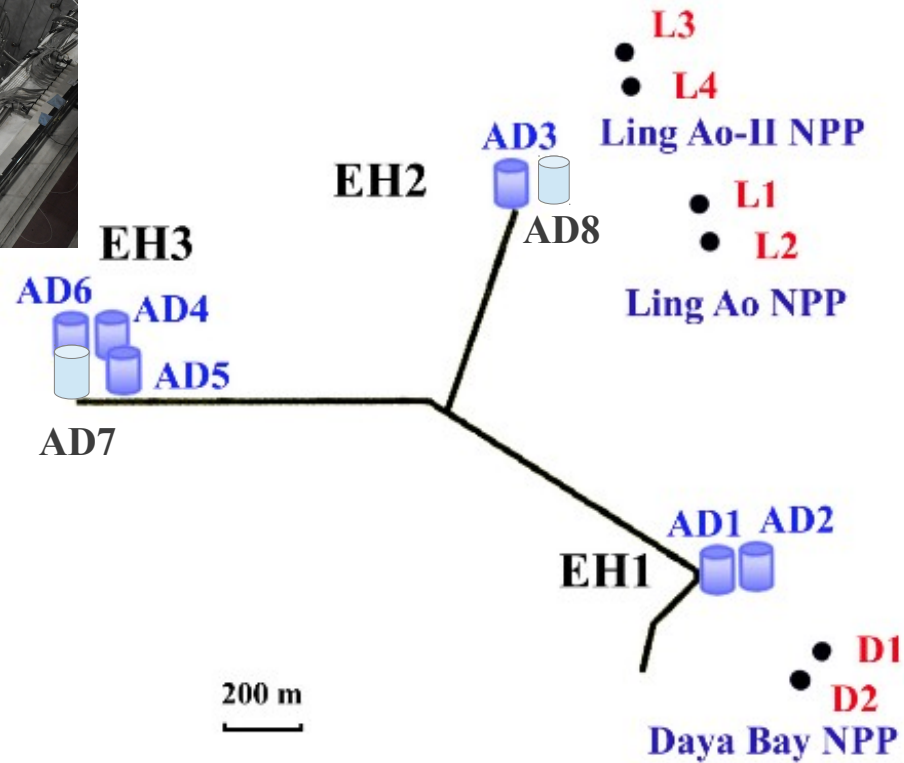 L3
L4
Ling Ao-II NPP
AD3
EH2
L1
AD8
L2
EH3
AD6
AD4
Ling Ao NPP
AD5
AD7
AD1
AD2
EH1
D1
200 m
D2
Daya Bay NPP